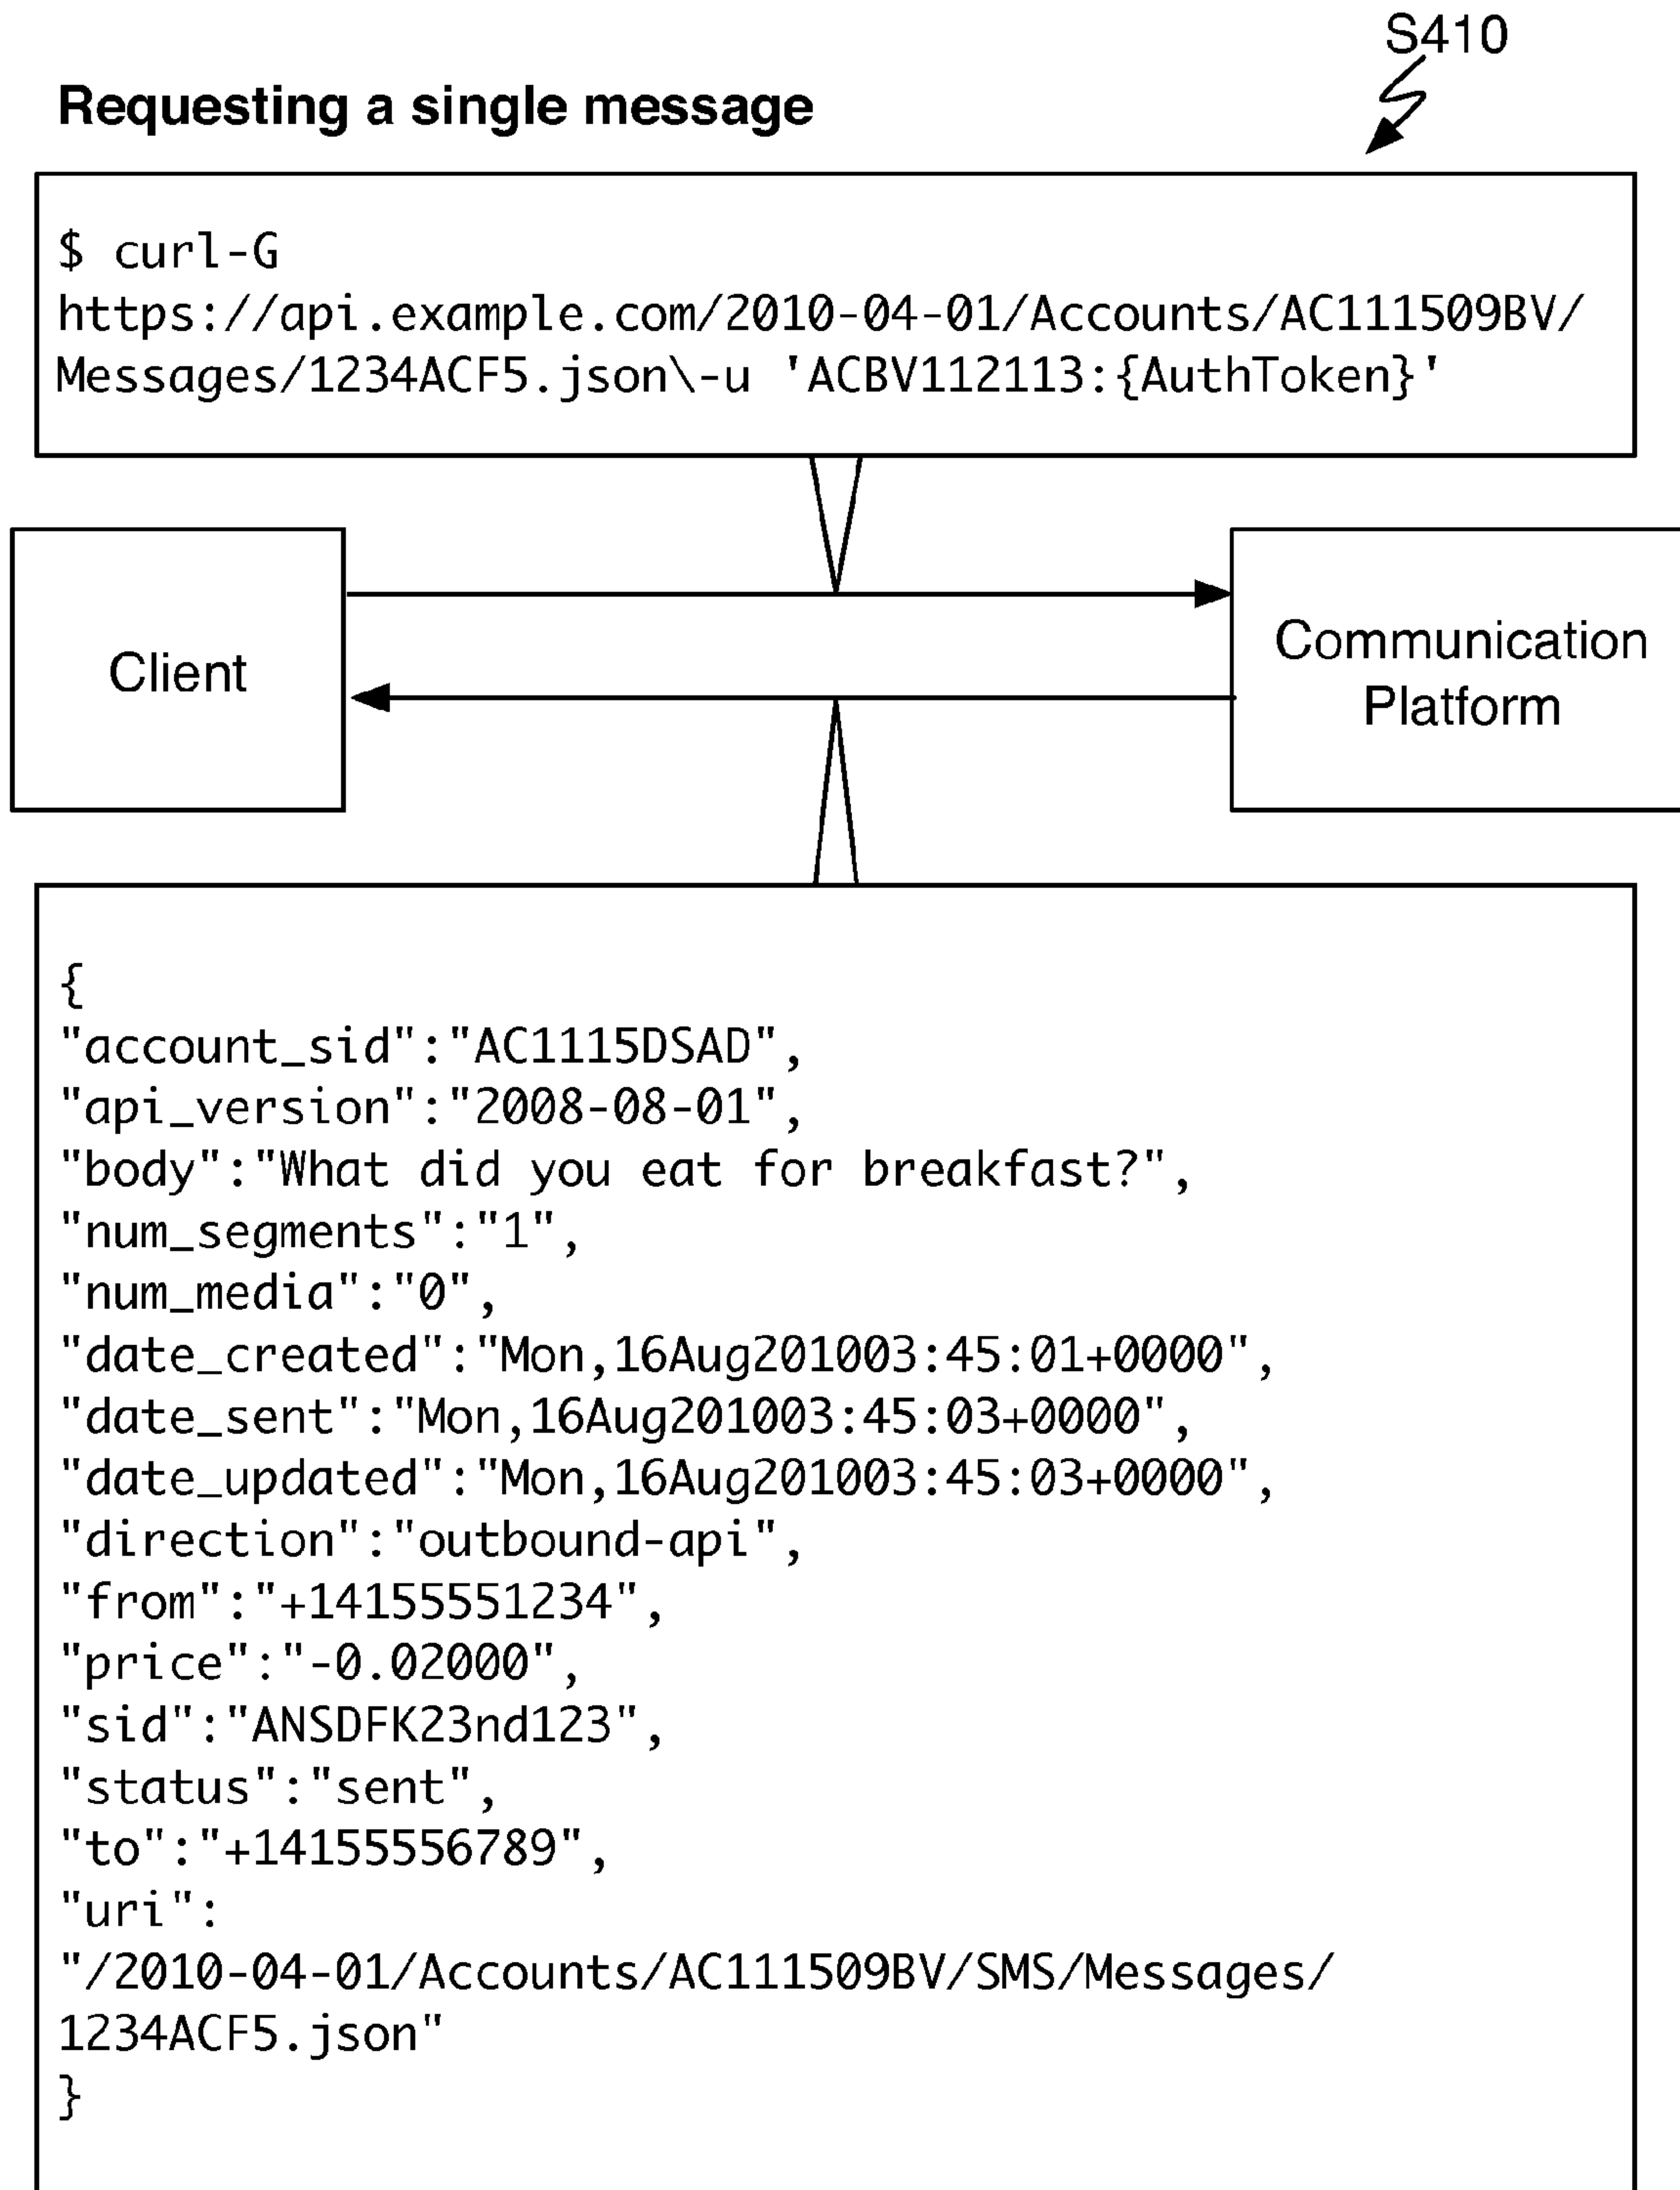 S410
Requesting a single message
$ curl-G
https://api.example.com/2010-04-01/Accounts/AC111509BV/
Messages/1234ACF5.json\-u 'ACBV112113:{AuthToken}'
Client
Communication
Platform
{
"account_sid":"AC1115DSAD",
"api_version":"2008-08-01",
"body":"What did you eat for breakfast?",
"num_segments":"1",
"num_media":"0",
"date_created":"Mon,16Aug201003:45:01+0000",
"date_sent":"Mon,16Aug201003:45:03+0000",
"date_updated":"Mon,16Aug201003:45:03+0000",
"direction":"outbound-api",
"from":"+14155551234",
"price":"-0.02000",
"sid":"ANSDFK23nd123",
"status":"sent",
"to":"+14155556789",
"uri":
"/2010-04-01/Accounts/AC111509BV/SMS/Messages/
1234ACF5.json"
}